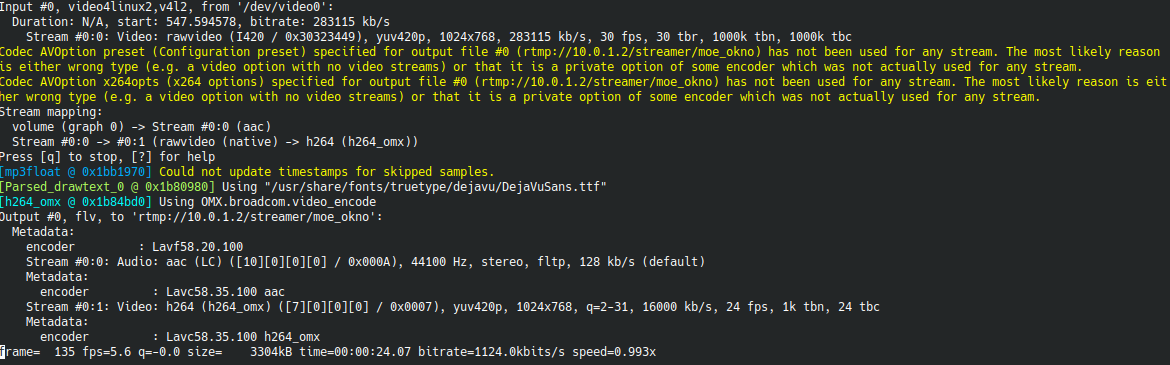 Input #0, video4linux2,v4l2, from '/dev/video0':
  Duration: N/A, start: 547.594578, bitrate: 283115 kb/s
    Stream #0:0: Video: rawvideo (I420 / 0x30323449), yuv420p, 1024x768, 283115 kb/s, 30 fps, 30 tbr, 1000k tbn, 1000k tbc
Codec AVOption preset (Configuration preset) specified for output file #0 (rtmp://10.0.1.2/streamer/moe_okno) has not been used for any stream. The most likely reason
is either wrong type (e.g. a video option with no video streams) or that it is a private option of some encoder which was not actually used for any stream.
Codec AVOption x264opts (x264 options) specified for output file #0 (rtmp://10.0.1.2/streamer/moe_okno) has not been used for any stream. The most likely reason is eit
her wrong type (e.g. a video option with no video streams) or that it is a private option of some encoder which was not actually used for any stream.
Stream mapping:
  volume (graph 0) -> Stream #0:0 (aac)
  Stream #0:0 -> #0:1 (rawvideo (native) -> h264 (h264_omx))
Press [q] to stop, [?] for help
[mp3float @ 0x1bb1970] Could not update timestamps for skipped samples.
[Parsed_drawtext_0 @ 0x1b80980] Using "/usr/share/fonts/truetype/dejavu/DejaVuSans.ttf"
[h264_omx @ 0x1b84bd0] Using OMX.broadcom.video_encode
Output #0, flv, to 'rtmp://10.0.1.2/streamer/moe_okno':
  Metadata:
    encoder         : Lavf58.20.100
    Stream #0:0: Audio: aac (LC) ([10][0][0][0] / 0x000A), 44100 Hz, stereo, fltp, 128 kb/s (default)
    Metadata:
      encoder         : Lavc58.35.100 aac
    Stream #0:1: Video: h264 (h264_omx) ([7][0][0][0] / 0x0007), yuv420p, 1024x768, q=2-31, 16000 kb/s, 24 fps, 1k tbn, 24 tbc
    Metadata:
      encoder         : Lavc58.35.100 h264_omx
frame=  135 fps=5.6 q=-0.0 size=    3304kB time=00:00:24.07 bitrate=1124.0kbits/s speed=0.993x